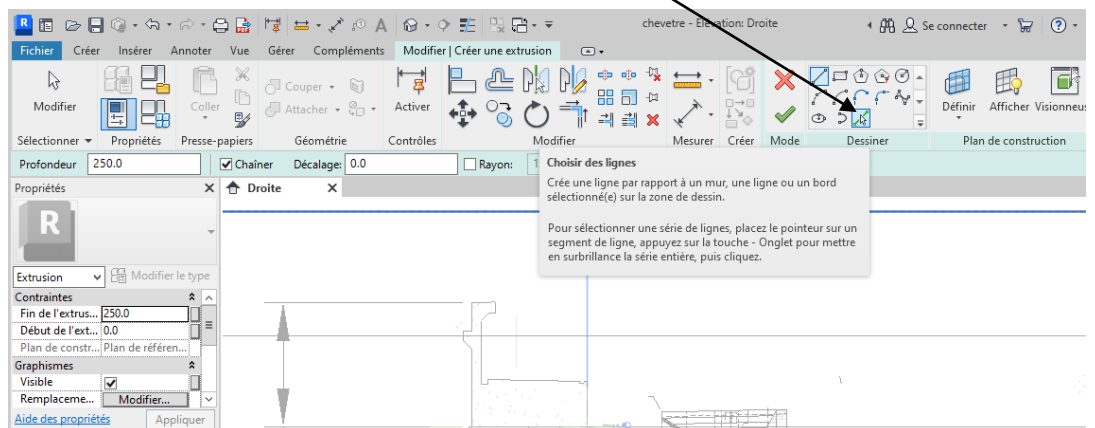 R chevetre - Elévation: Droite Se connecter
Fichier Créer Insérer Annoter Vue Gérer Compléments Modifier | Créer une extrusion
Modifier Coller Couper Activer Définir Afficher Visionneuse
Attacher
Sélectionner Propriétés Presse-papiers Géométrie Contrôles Modifier Mesurer Créer Mode Dessiner Plan de construction
Profondeur 250.0 Chaîner Décalage: 0.0 Rayon: 1
Propriétés X Droite X
Choisir des lignes
Crée une ligne par rapport à un mur, une ligne ou un bord
sélectionné(e) sur la zone de dessin.
Pour sélectionner une série de lignes, placez le pointeur sur un
segment de ligne, appuyez sur la touche - Onglet pour mettre
en surbrillance la série entière, puis cliquez.
R
Extrusion Modifier le type
Contraintes
Fin de l'extrus... 250.0
Début de l'ext... 0.0
Plan de constr... Plan de référen...
Graphismes
Visible
Remplaceme... Modifier...
Aide des propriétés Appliquer